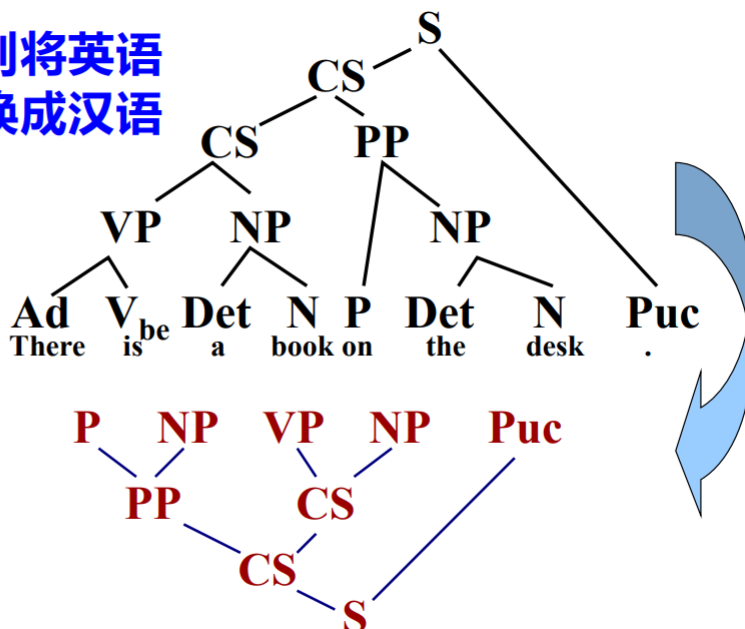 则将英语
换成汉语
S
CS
CS PP
VP NP NP
Ad Vbe Det N P Det N Puc
There is a book on the desk .
P NP VP NP Puc
PP CS
CS
S